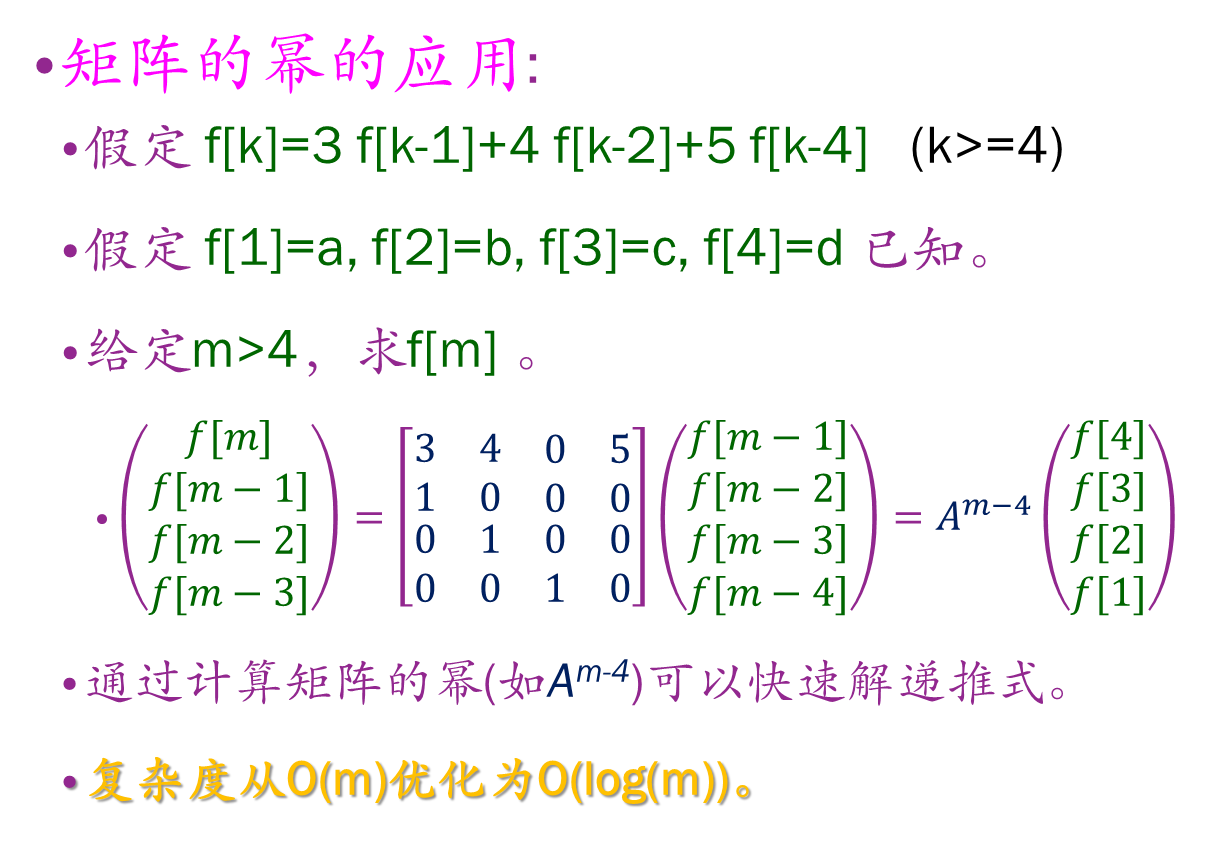 •矩阵的幂的应用:
•假定 f[k]=3 f[k-1]+4 f[k-2]+5 f[k-4] (k>=4)
•假定 f[1]=a, f[2]=b, f[3]=c, f[4]=d 已知。
•给定m>4，求f[m] 。
f[m] 3 4 0 5 f[m − 1] f[4]
f[m − 1] 1 0 0 0 f[m − 2] f[3]
• = = A^{m−4}
f[m − 2] 0 1 0 0 f[m − 3] f[2]
f[m − 3] 0 0 1 0 f[m − 4] f[1]
•通过计算矩阵的幂(如A^{m-4})可以快速解递推式。
•复杂度从O(m)优化为O(log(m))。